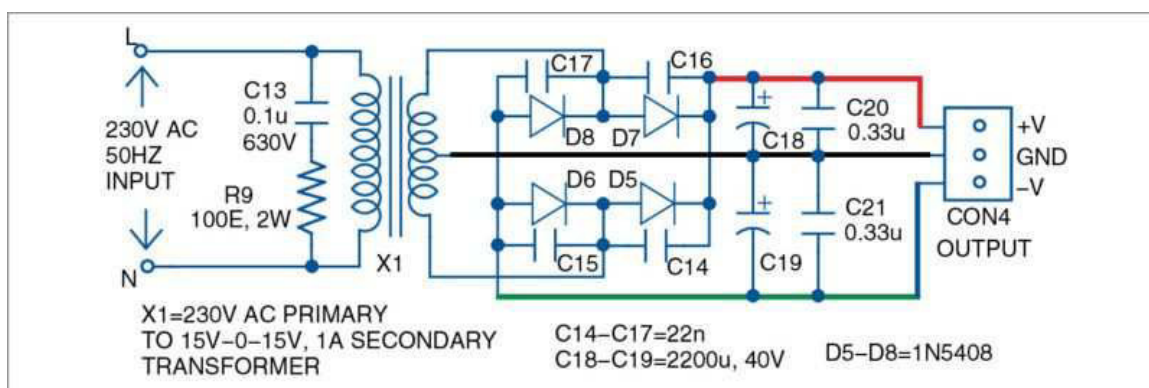 L
C13
0.1u
630V
230V AC
50HZ
INPUT
R9
100E, 2W
N
X1
C17
C16
D8
D7
D6
D5
C15
C14
C18
C20
0.33u
C19
C21
0.33u
+
+
+V
GND
−V
CON4
OUTPUT
X1=230V AC PRIMARY
TO 15V−0−15V, 1A SECONDARY
TRANSFORMER
C14−C17=22n
C18−C19=2200u, 40V
D5−D8=1N5408